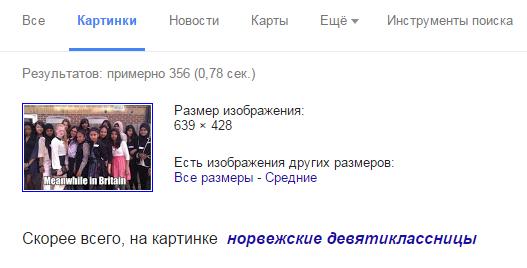 Все Картинки Новости Карты Ещё Инструменты поиска
Результатов: примерно 356 (0,78 сек.)
Размер изображения:
639 × 428
Есть изображения других размеров:
Все размеры - Средние
Meanwhile in Britain
Скорее всего, на картинке норвежские девятиклассницы